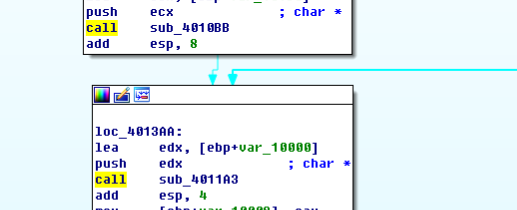 push    ecx             ; char *
call    sub_4010BB
add     esp, 8
loc_4013AA:
lea     edx, [ebp+var_10000]
push    edx             ; char *
call    sub_4011A3
add     esp, 4